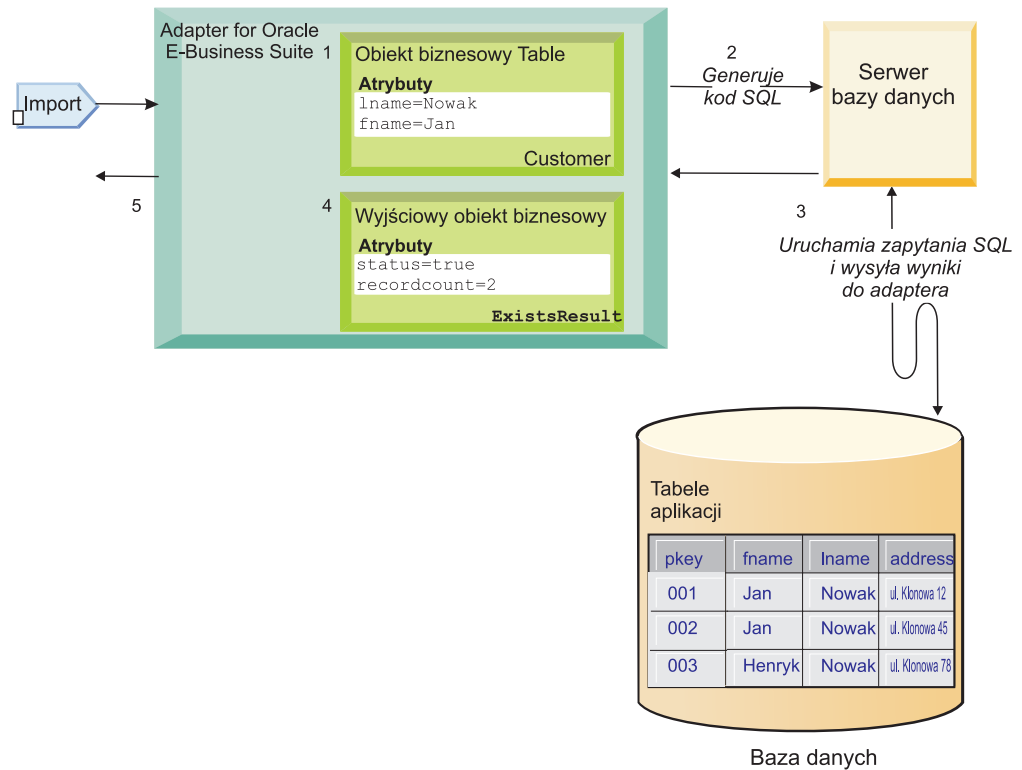 Import
5
Adapter for Oracle
E-Business Suite 1
Obiekt biznesowy Table
Atrybuty
lname=Nowak
fname=Jan
Customer
4
Wyjściowy obiekt biznesowy
Atrybuty
status=true
recordcount=2
ExistsResult
2
Generuje
kod SQL
Serwer
bazy danych
3
Uruchamia zapytania SQL
i wysyła wyniki
do adaptera
Tabele
aplikacji
pkey fname lname address
001 Jan Nowak ul. Klonowa 12
002 Jan Nowak ul. Klonowa 45
003 Henryk Nowak ul. Klonowa 78
Baza danych